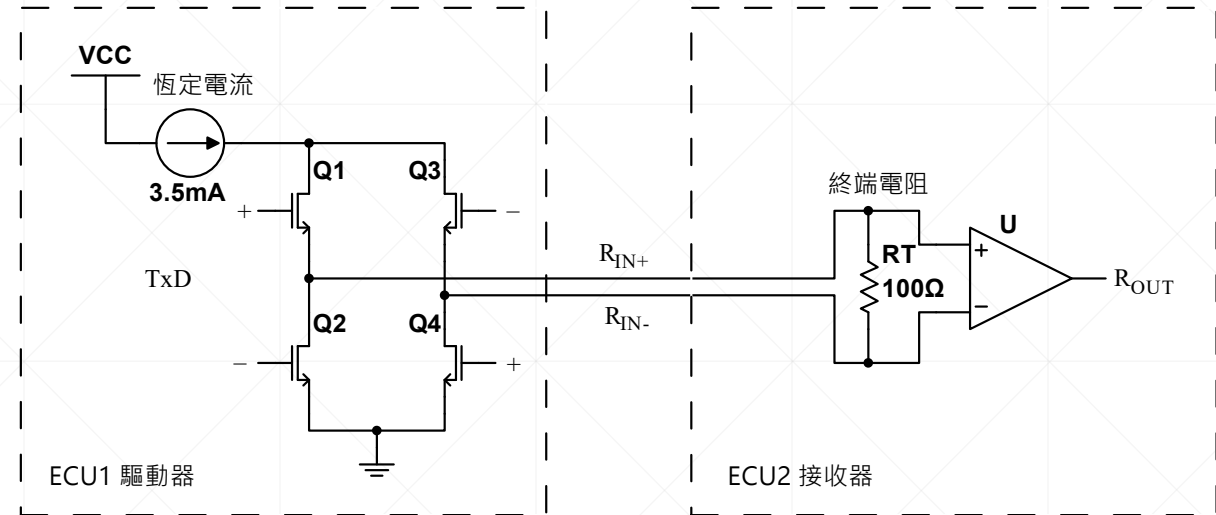 VCC
恆定電流
3.5mA
Q1
Q3
+
−
TxD
Q2
Q4
−
+
ECU1 驅動器
R_IN+
R_IN-
終端電阻
RT
100Ω
U
+
−
R_OUT
ECU2 接收器